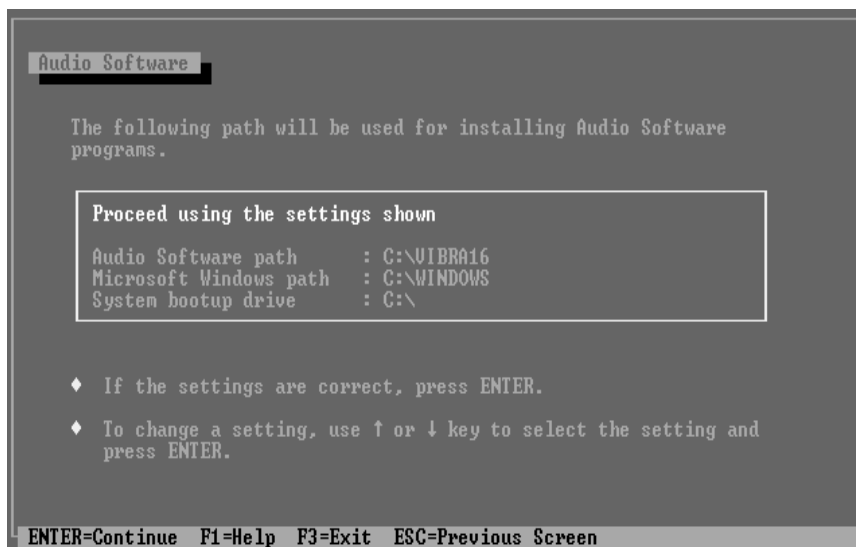 Audio Software
The following path will be used for installing Audio Software
programs.
Proceed using the settings shown
Audio Software path : C:\VIBRA16
Microsoft Windows path : C:\WINDOWS
System bootup drive : C:\
♦ If the settings are correct, press ENTER.
♦ To change a setting, use ↑ or ↓ key to select the setting and
press ENTER.
ENTER=Continue F1=Help F3=Exit ESC=Previous Screen